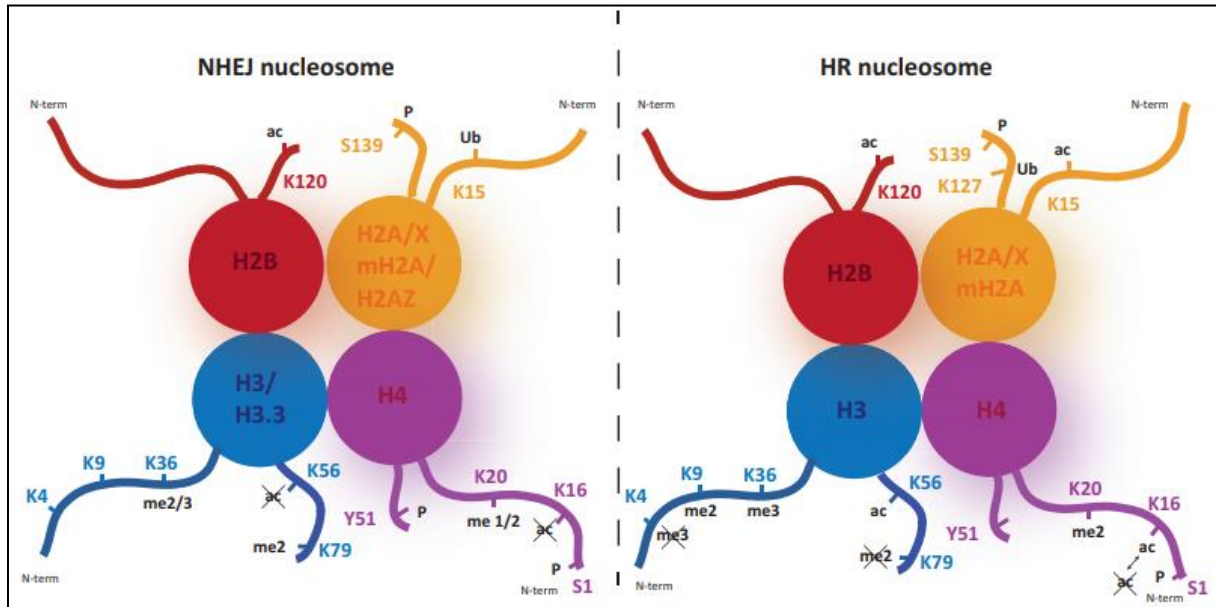 NHEJ nucleosome
N-term
N-term
ac
K120
P
S139
Ub
K15
H2B
H2A/X
mH2A/
H2AZ
H3/
H3.3
H4
K4
K9
K36
me2/3
K56
ac
me2
K79
Y51
P
K20
me 1/2
K16
ac
P
S1
N-term
N-term
HR nucleosome
N-term
N-term
ac
K120
P
S139
K127
Ub
ac
K15
H2B
H2A/X
mH2A
H3
H4
K4
me3
K9
me2
K36
me3
K56
ac
me2
K79
Y51
K20
me2
K16
ac
ac
P
S1
N-term
N-term